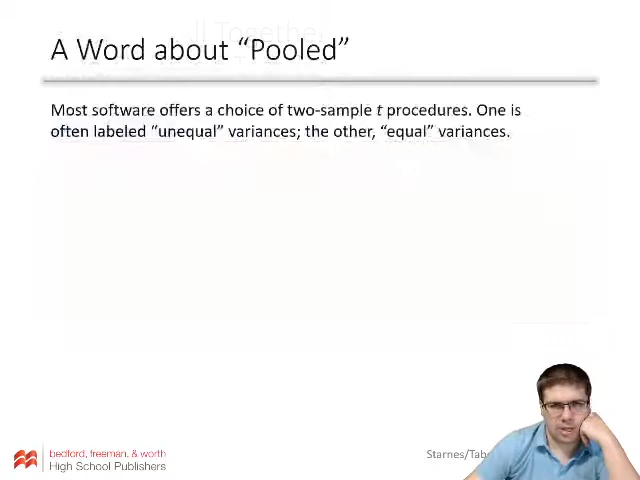 A Word about “Pooled”
Most software offers a choice of two-sample t procedures. One is
often labeled “unequal” variances; the other, “equal” variances.
bedford, freeman, & worth
High School Publishers
Starnes/Tab